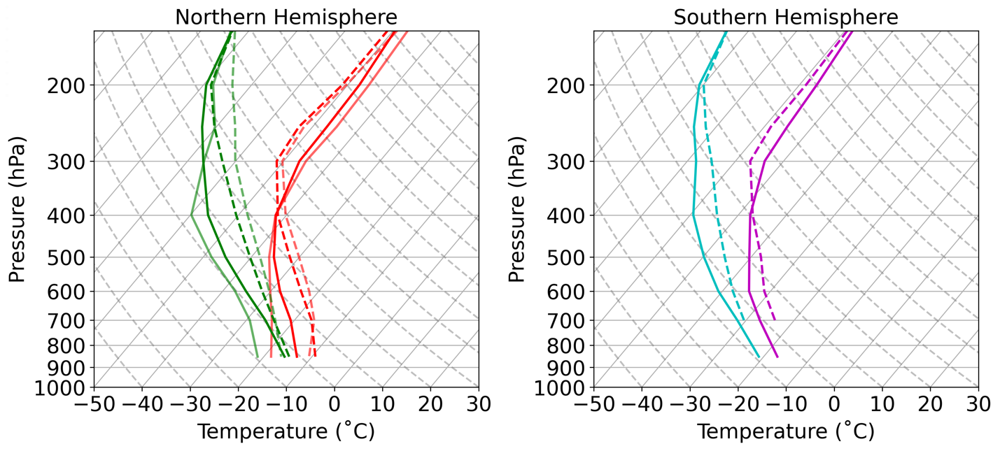 Northern Hemisphere
200
300
400
500
600
700
800
900
1000
−50 −40 −30 −20 −10 0 10 20 30
Temperature (˚C)
Pressure (hPa)
Southern Hemisphere
200
300
400
500
600
700
800
900
1000
−50 −40 −30 −20 −10 0 10 20 30
Temperature (˚C)
Pressure (hPa)